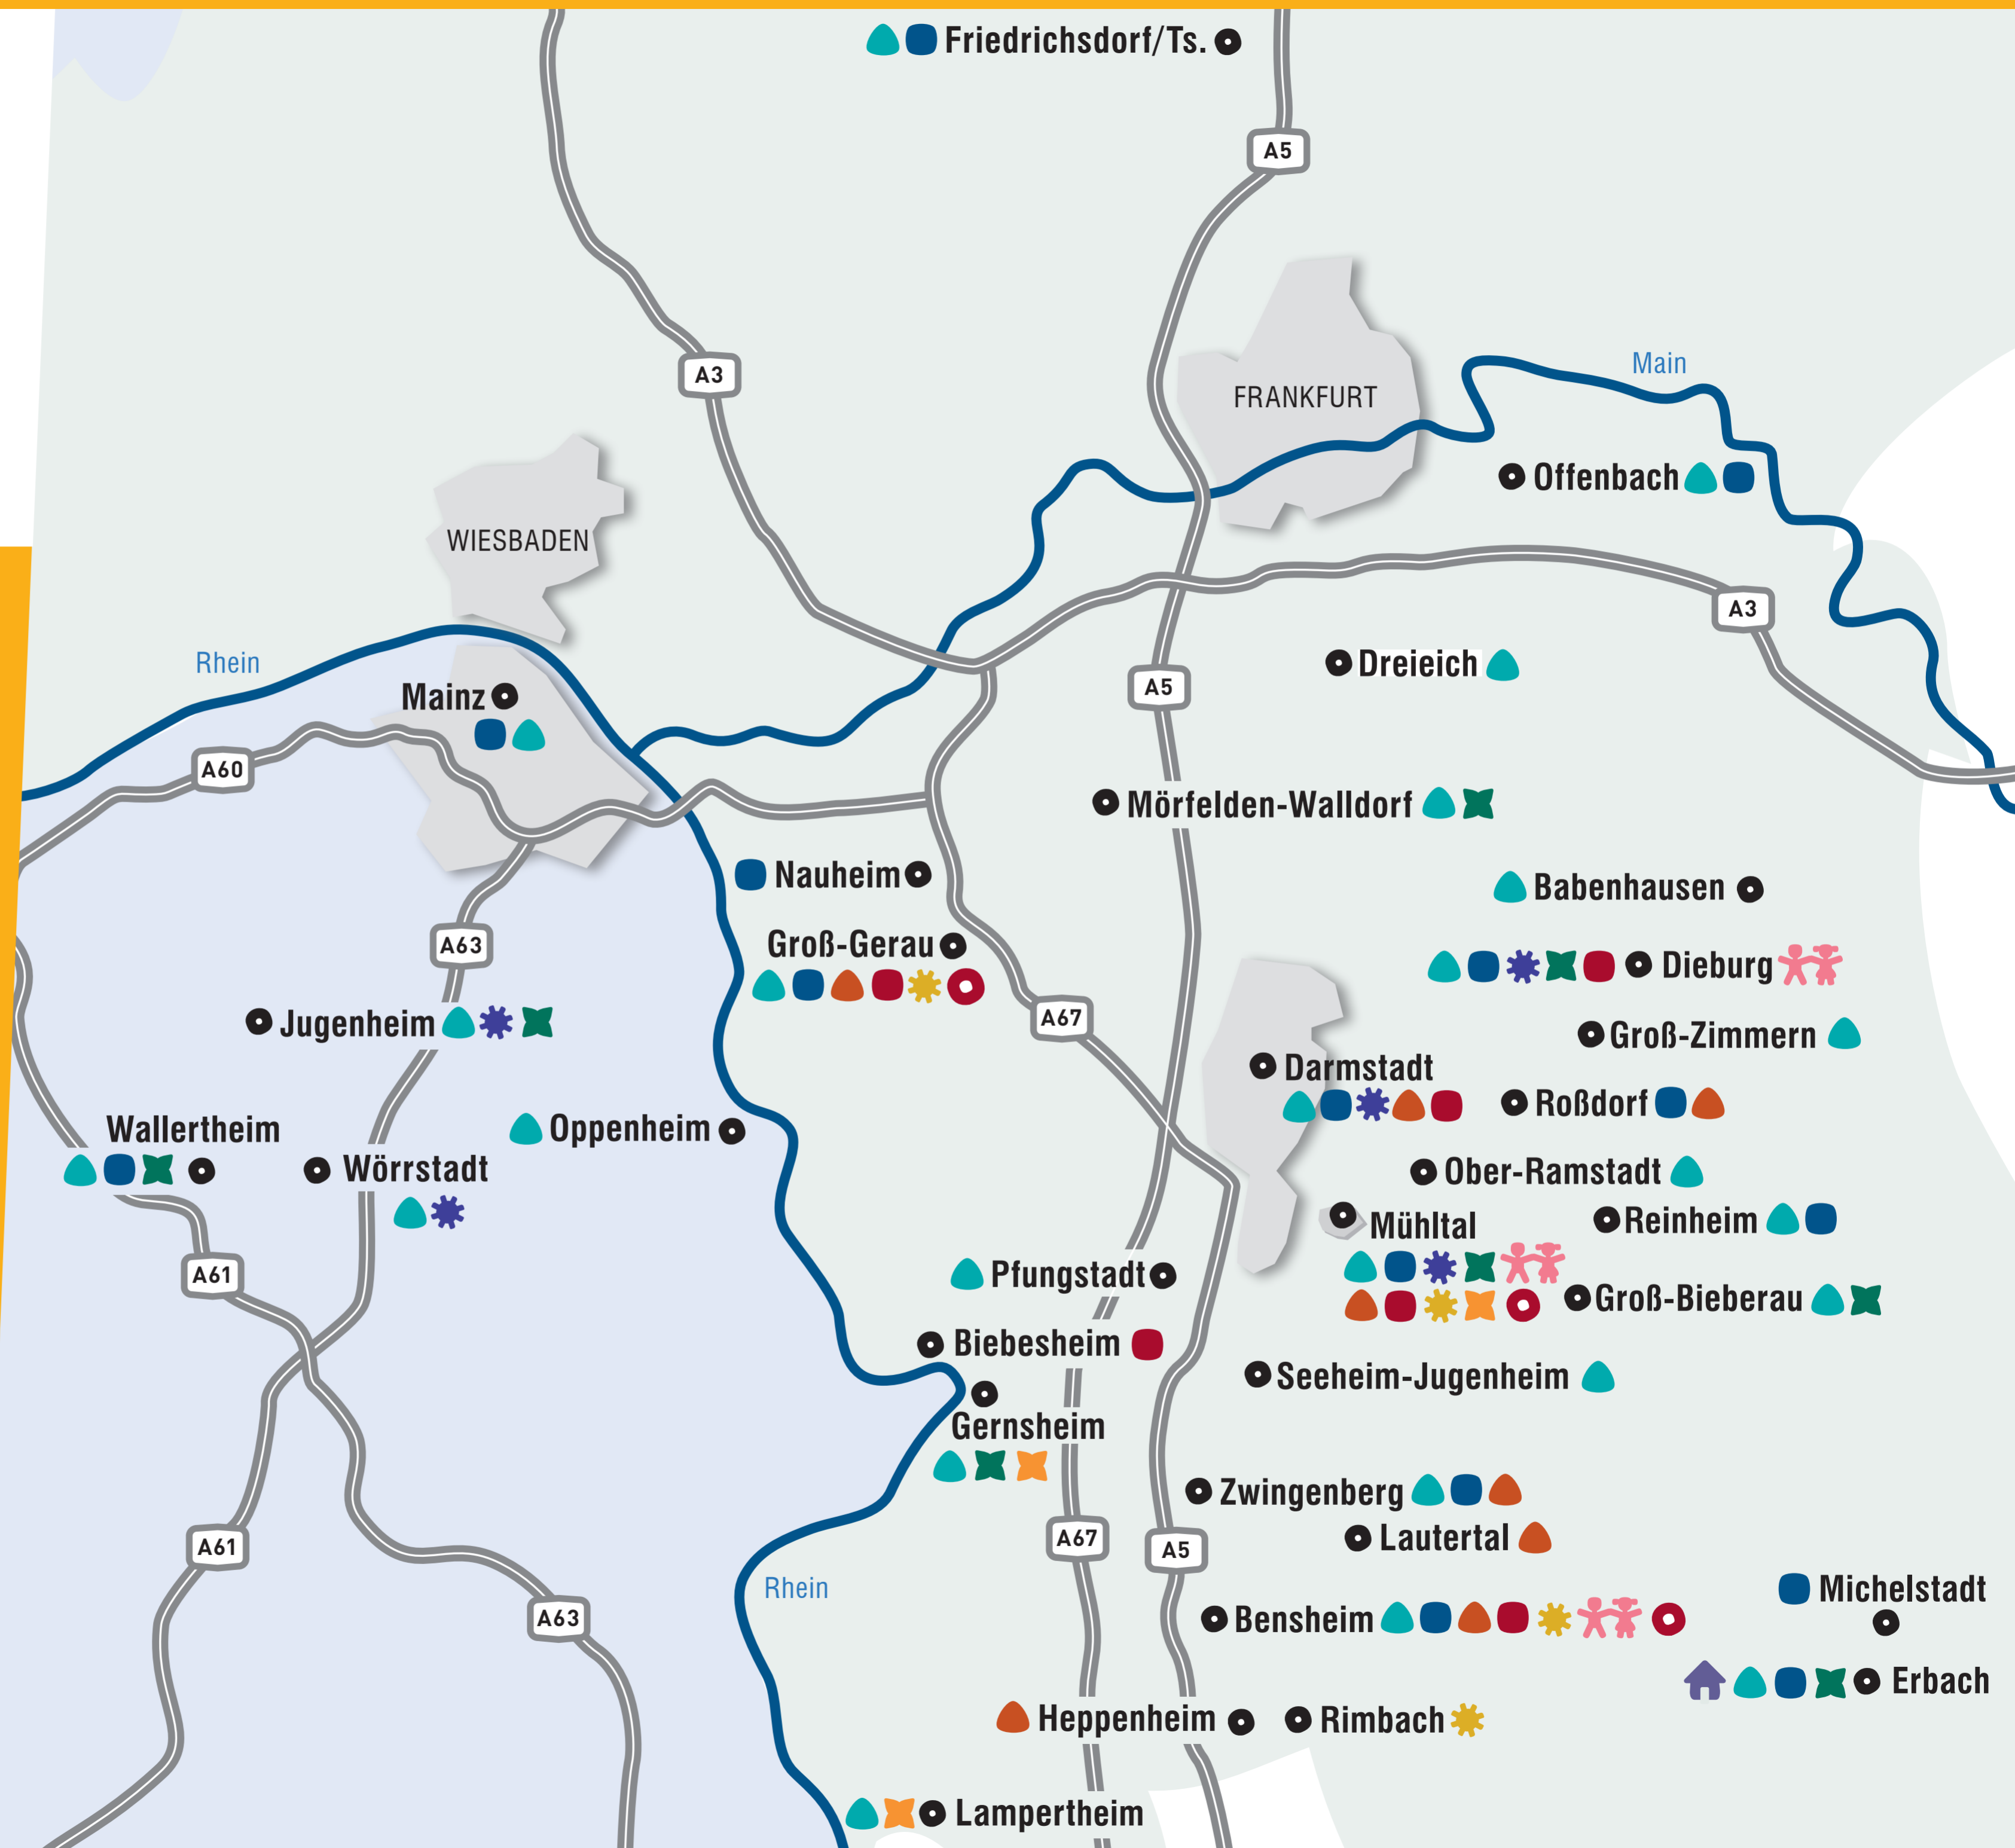 Friedrichsdorf/Ts.
A5
Main
A3
FRANKFURT
Offenbach
WIESBADEN
A3
Rhein
Dreieich
A5
Mainz
A60
Mörfelden-Walldorf
Nauheim
Babenhausen
Groß-Gerau
A63
Dieburg
Jugenheim
A67
Groß-Zimmern
Darmstadt
Roßdorf
Wallertheim
Oppenheim
Wörrstadt
Ober-Ramstadt
Mühltal
Reinheim
A61
Pfungstadt
Groß-Bieberau
Biebesheim
Seeheim-Jugenheim
Gernsheim
Zwingenberg
A61
A67
A5
Lautertal
Rhein
Michelstadt
A63
Bensheim
Erbach
Heppenheim
Rimbach
Lampertheim